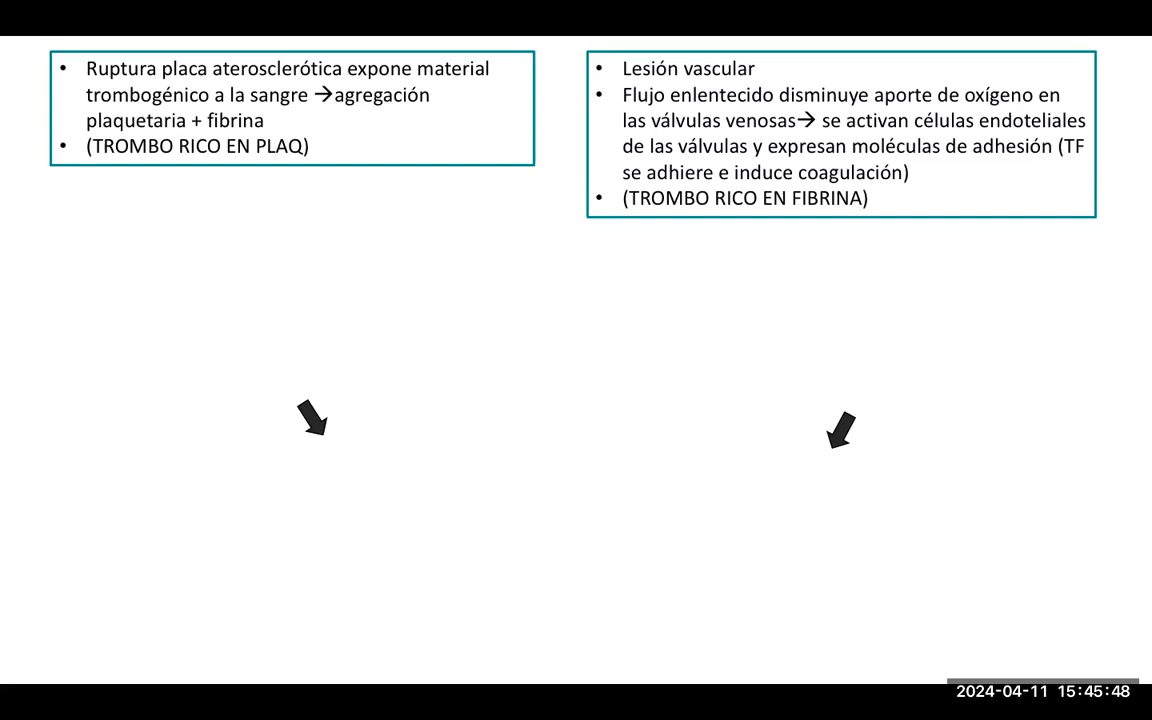 • Ruptura placa aterosclerótica expone material
trombogénico a la sangre →agregación
plaquetaria + fibrina
• (TROMBO RICO EN PLAQ)
• Lesión vascular
• Flujo enlentecido disminuye aporte de oxígeno en
las válvulas venosas→ se activan células endoteliales
de las válvulas y expresan moléculas de adhesión (TF
se adhiere e induce coagulación)
• (TROMBO RICO EN FIBRINA)
2024-04-11 15:45:48